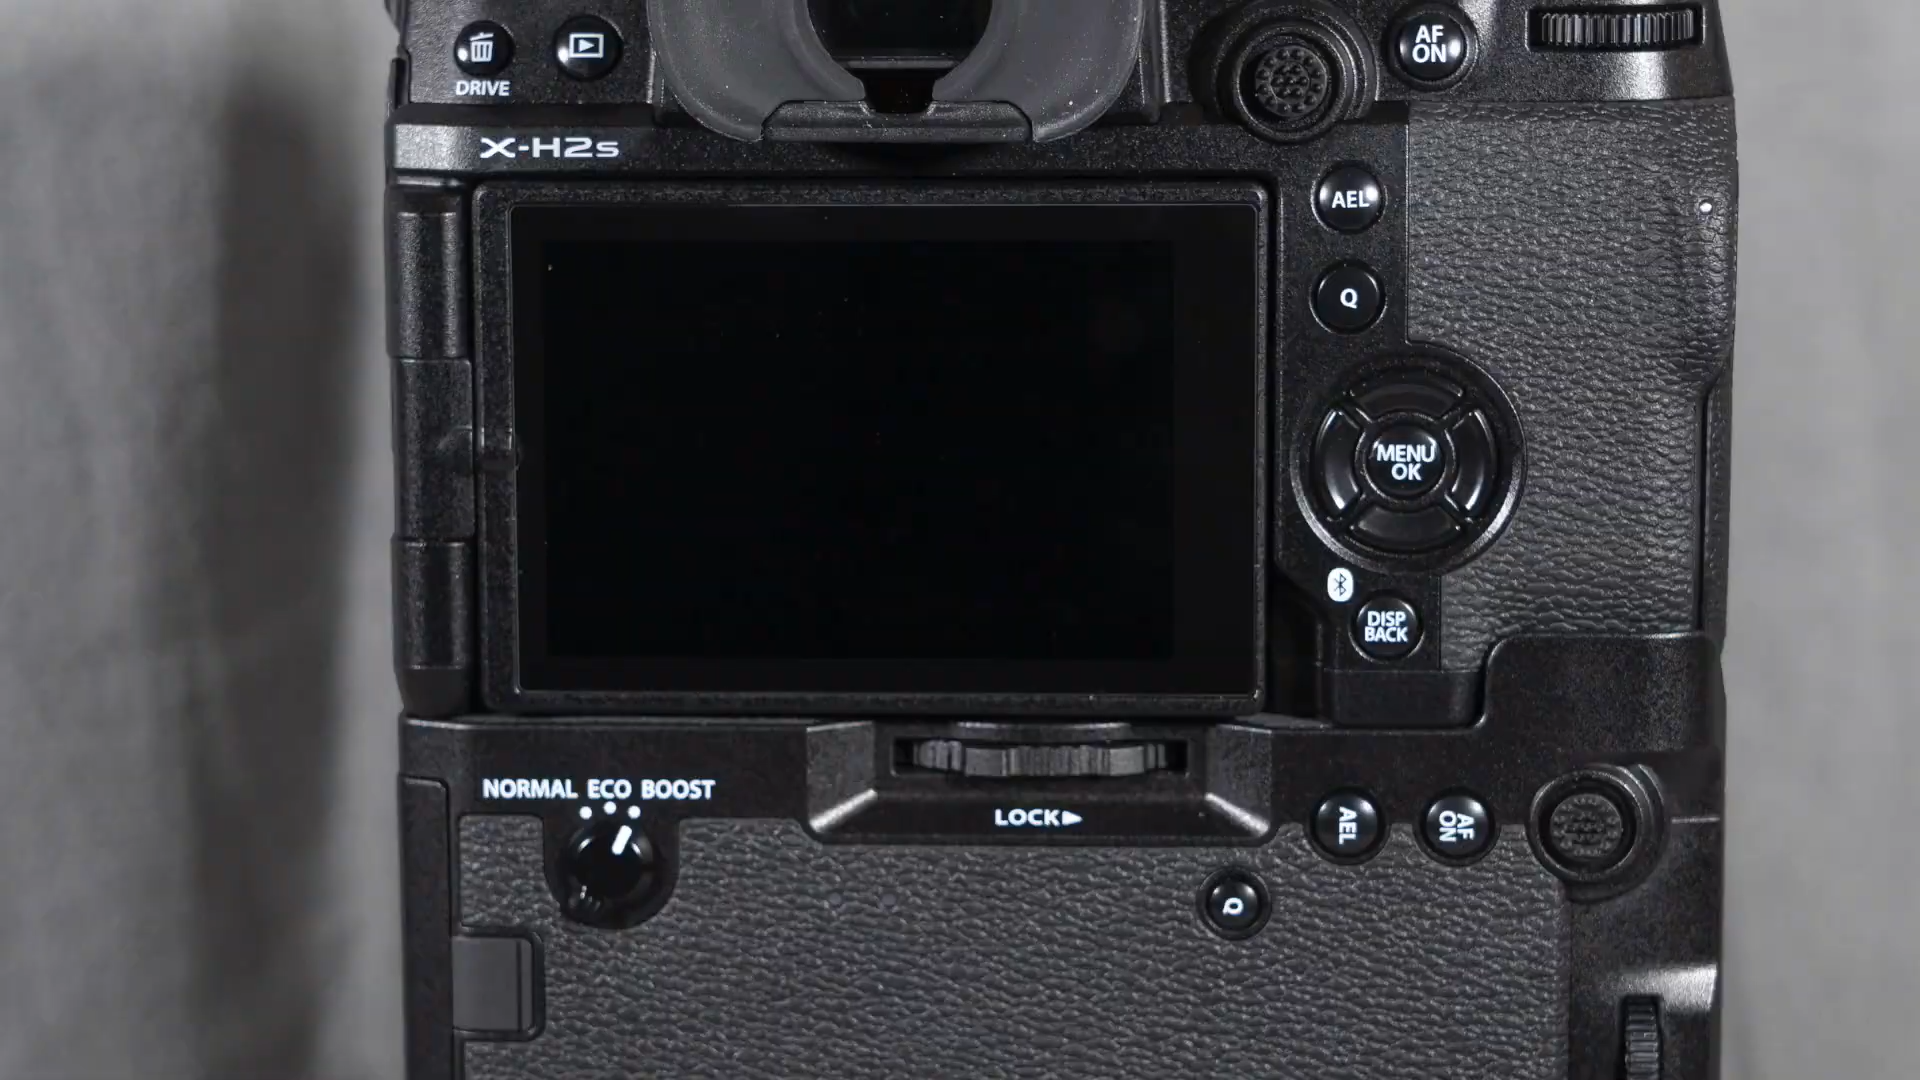 AF
ON
DRIVE
X-H2S
AEL
Q
MENU
OK
DISP
BACK
NORMAL ECO BOOST
LOCK
AEL
AF
ON
Q